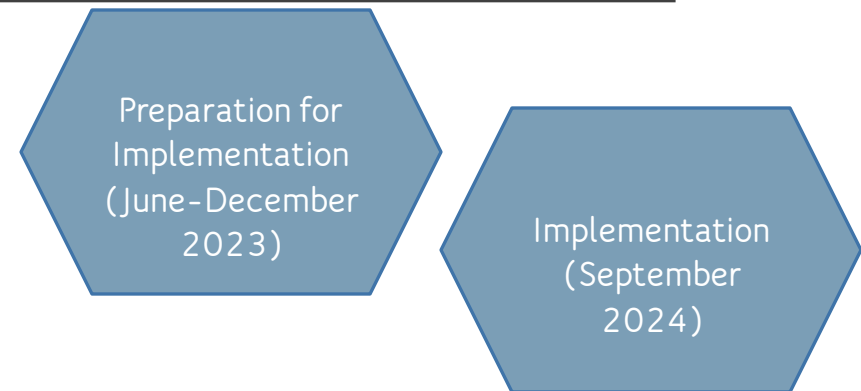 Preparation for
Implementation
(June-December
2023)
Implementation
(September
2024)